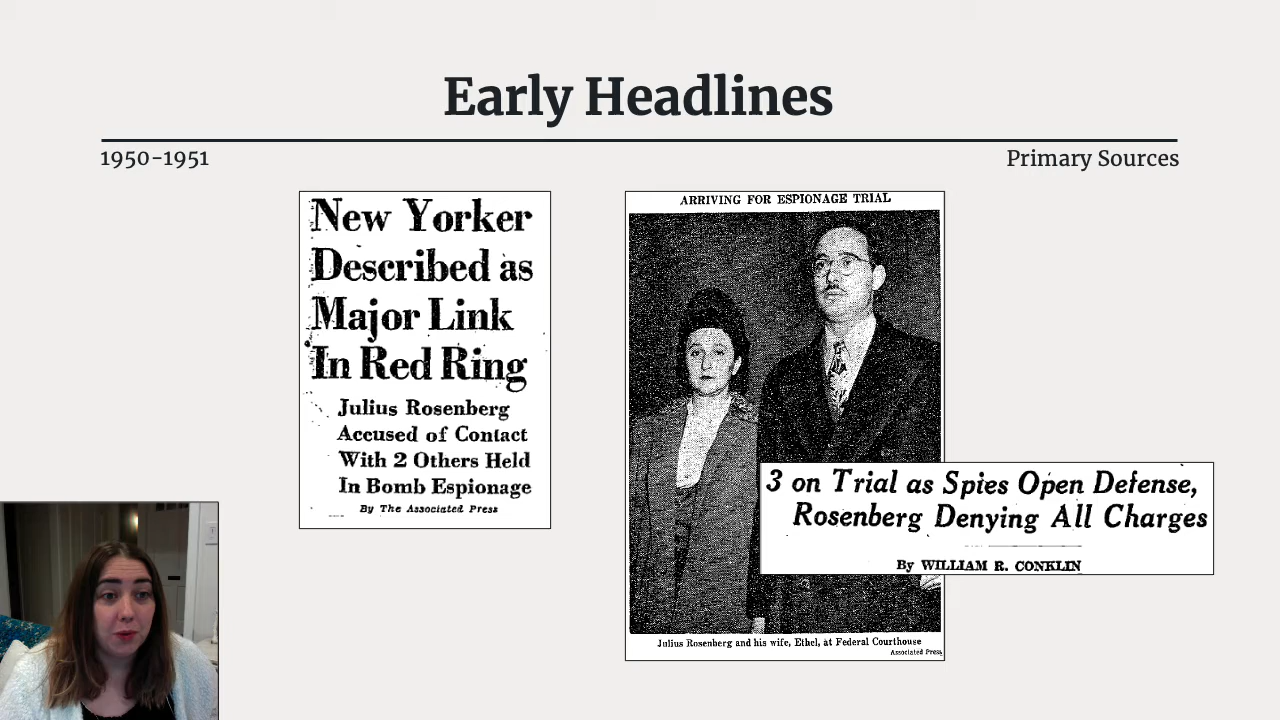 Early Headlines
1950-1951
Primary Sources
New Yorker
Described as
Major Link
In Red Ring
Julius Rosenberg
Accused of Contact
With 2 Others Held
In Bomb Espionage
By The Associated Press
ARRIVING FOR ESPIONAGE TRIAL
3 on Trial as Spies Open Defense,
Rosenberg Denying All Charges
By WILLIAM R. CONKLIN
Julius Rosenberg and his wife, Ethel, at Federal Courthouse
Associated Press